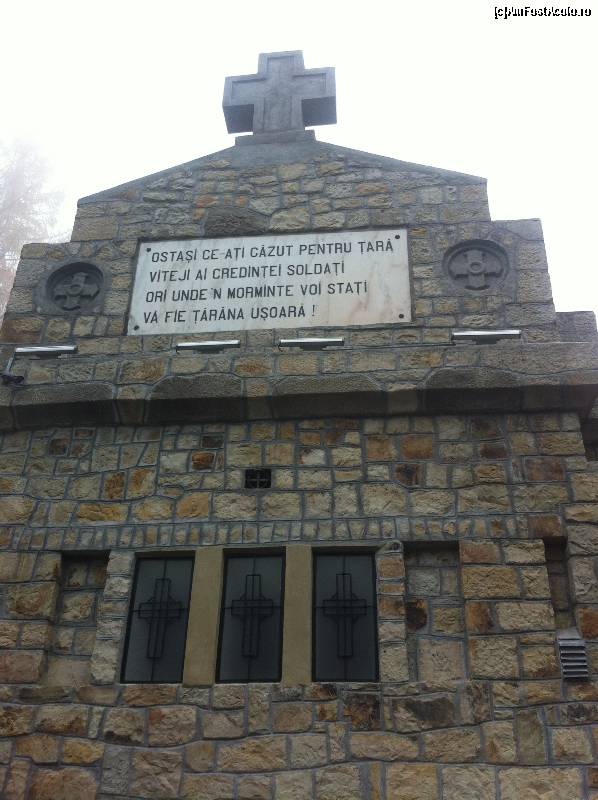 (c)AmFostAcolo.ro
OSTAȘI CE-AȚI CĂZUT PENTRU ȚARĂ
VITEJI AI CREDINȚEI SOLDAȚI
ORI UNDE 'N MORMINTE VOI STAȚI
VĂ FIE ȚĂRÂNA UȘOARĂ !